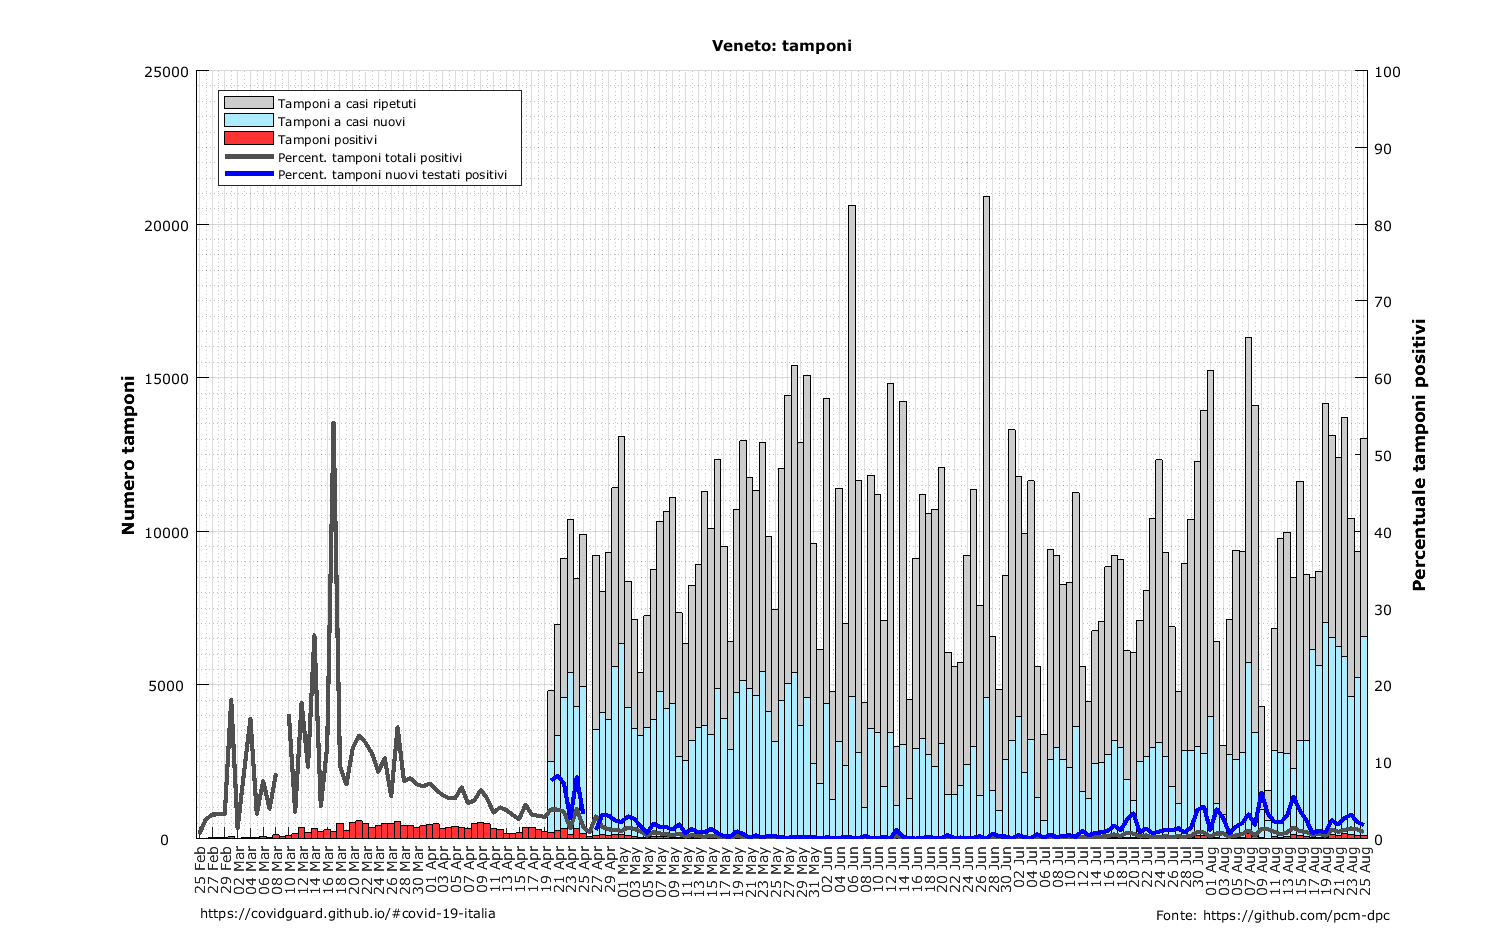 Veneto: tamponi
25000
20000
15000
10000
5000
0
Numero tamponi
Tamponi a casi ripetuti
Tamponi a casi nuovi
Tamponi positivi
Percent. tamponi totali positivi
Percent. tamponi nuovi testati positivi
100
90
80
70
60
50
40
30
20
10
0
Percentuale tamponi positivi
25 Feb
27 Feb
29 Feb
02 Mar
04 Mar
06 Mar
08 Mar
10 Mar
12 Mar
14 Mar
16 Mar
18 Mar
20 Mar
22 Mar
24 Mar
26 Mar
28 Mar
30 Mar
01 Apr
03 Apr
05 Apr
07 Apr
09 Apr
11 Apr
13 Apr
15 Apr
17 Apr
19 Apr
21 Apr
23 Apr
25 Apr
27 Apr
29 Apr
01 May
03 May
05 May
07 May
09 May
11 May
13 May
15 May
17 May
19 May
21 May
23 May
25 May
27 May
29 May
31 May
02 Jun
04 Jun
06 Jun
08 Jun
10 Jun
12 Jun
14 Jun
16 Jun
18 Jun
20 Jun
22 Jun
24 Jun
26 Jun
28 Jun
30 Jun
02 Jul
04 Jul
06 Jul
08 Jul
10 Jul
12 Jul
14 Jul
16 Jul
18 Jul
20 Jul
22 Jul
24 Jul
26 Jul
28 Jul
30 Jul
01 Aug
03 Aug
05 Aug
07 Aug
09 Aug
11 Aug
13 Aug
15 Aug
17 Aug
19 Aug
21 Aug
23 Aug
25 Aug
https://covidguard.github.io/#covid-19-italia
Fonte: https://github.com/pcm-dpc